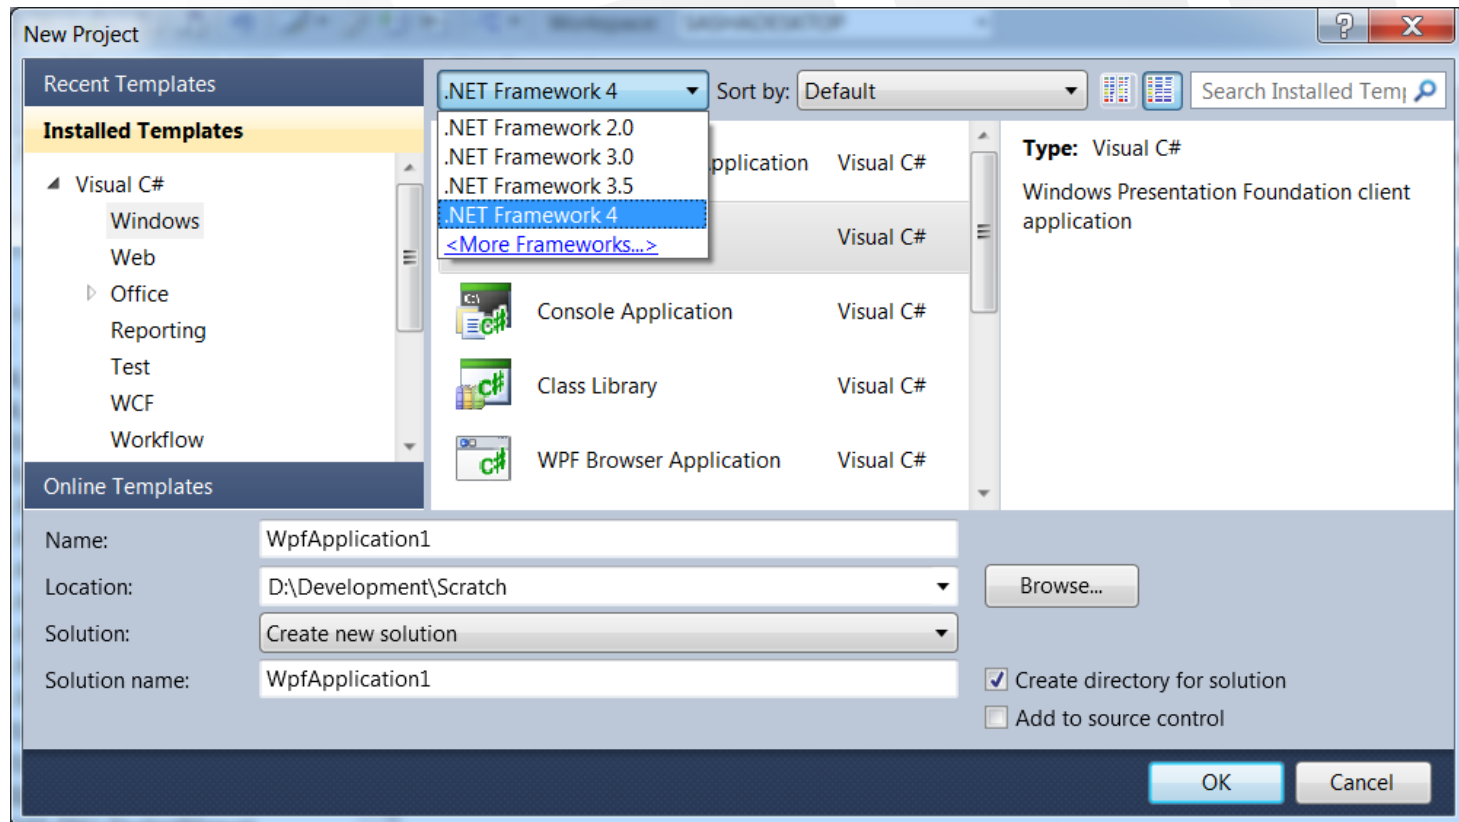 Workspace: SASHADESKTOP
New Project
Recent Templates
.NET Framework 4
Sort by: Default
Search Installed Temp
Installed Templates
.NET Framework 2.0
.NET Framework 3.0
.NET Framework 3.5
.NET Framework 4
<More Frameworks...>
Visual C#
Windows
Web
Office
Reporting
Test
WCF
Workflow
Online Templates
pplication Visual C#
Visual C#
Console Application Visual C#
Class Library Visual C#
WPF Browser Application Visual C#
Type: Visual C#
Windows Presentation Foundation client
application
Name: WpfApplication1
Location: D:\Development\Scratch
Browse...
Solution: Create new solution
Solution name: WpfApplication1
Create directory for solution
Add to source control
OK
Cancel